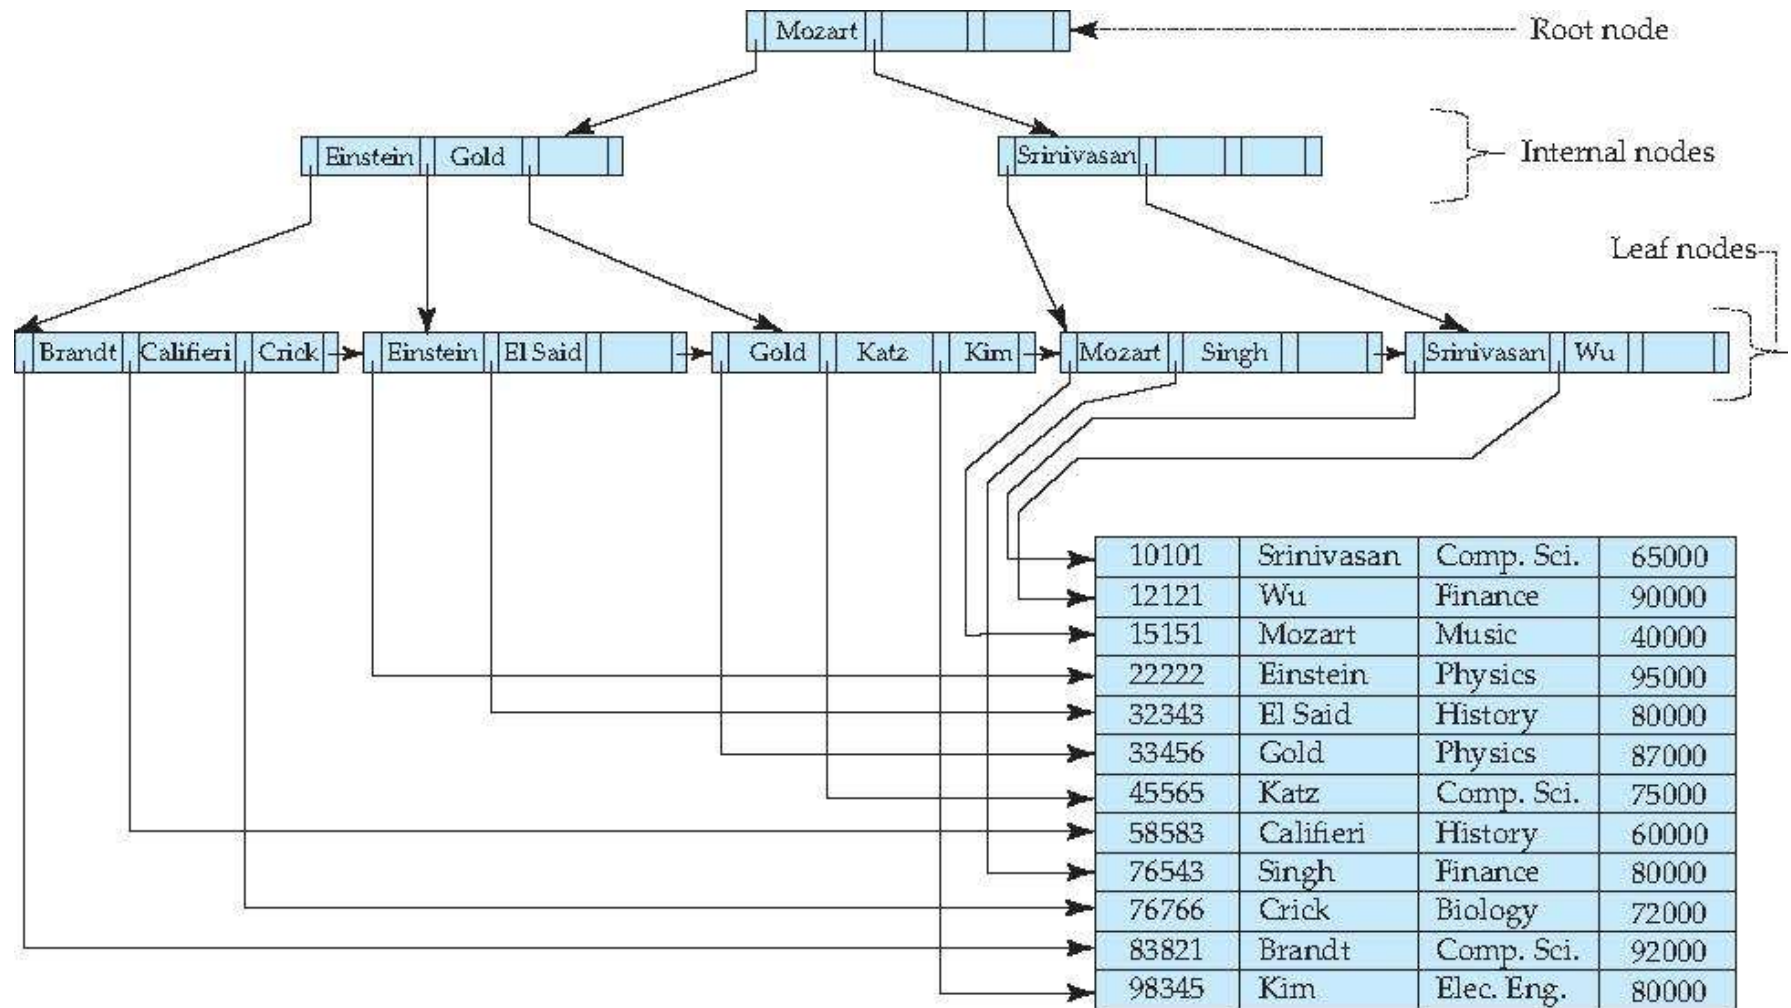 Mozart
Root node
Einstein Gold
Srinivasan
Internal nodes
Leaf nodes
Brandt Califieri Crick Einstein El Said Gold Katz Kim Mozart Singh Srinivasan Wu
10101 Srinivasan Comp. Sci. 65000
12121 Wu Finance 90000
15151 Mozart Music 40000
22222 Einstein Physics 95000
32343 El Said History 80000
33456 Gold Physics 87000
45565 Katz Comp. Sci. 75000
58583 Califieri History 60000
76543 Singh Finance 80000
76766 Crick Biology 72000
83821 Brandt Comp. Sci. 92000
98345 Kim Elec. Eng. 80000